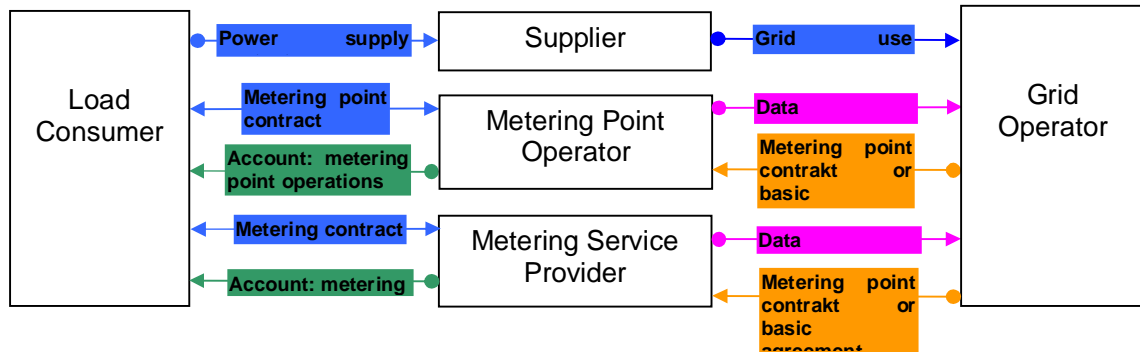 Load
Consumer
Power supply
Supplier
Grid use
Grid
Operator
Metering point
contract
Metering Point
Operator
Data
Account: metering
point operations
Metering point
contrakt or
basic
Metering contract
Metering Service
Provider
Data
Account: metering
Metering point
contrakt or
basic
agreement